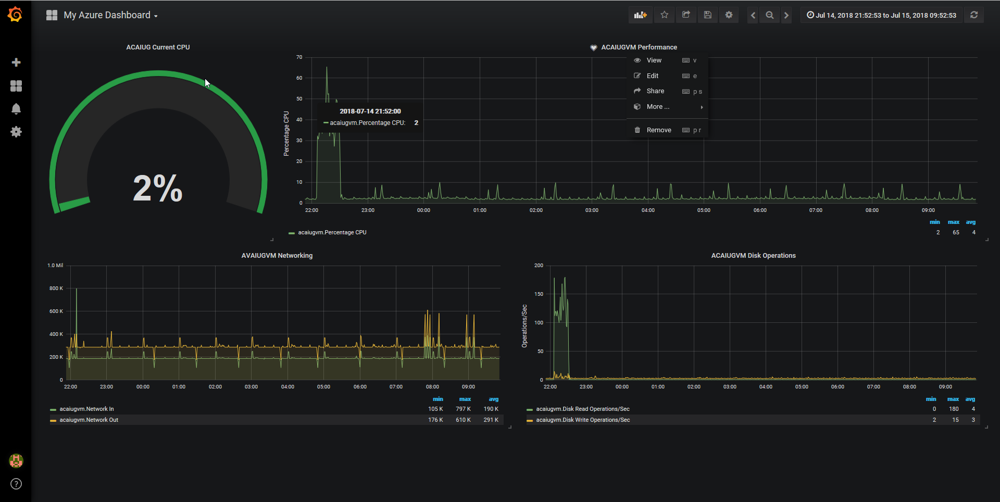 My Azure Dashboard
Jul 14, 2018 21:52:53 to Jul 15, 2018 09:52:53
ACAIUG Current CPU
2%
ACAIUGVM Performance
View v
Edit e
Share p s
More ...
Remove p r
Percentage CPU
70
60
50
40
30
20
10
0
2018-07-14 21:52:00
acaiugvm.Percentage CPU: 2
22:00 23:00 00:00 01:00 02:00 03:00 04:00 05:00 06:00 07:00 08:00 09:00
min max avg
acaiugvm.Percentage CPU 2 65 4
AVAIUGVM Networking
1.0 Mil
800 K
600 K
400 K
200 K
0
22:00 23:00 00:00 01:00 02:00 03:00 04:00 05:00 06:00 07:00 08:00 09:00
min max avg
acaiugvm.Network In 105 K 797 K 190 K
acaiugvm.Network Out 176 K 610 K 291 K
ACAIUGVM Disk Operations
Operations/Sec
200
150
100
50
0
22:00 23:00 00:00 01:00 02:00 03:00 04:00 05:00 06:00 07:00 08:00 09:00
min max avg
acaiugvm.Disk Read Operations/Sec 0 180 4
acaiugvm.Disk Write Operations/Sec 2 15 3
?